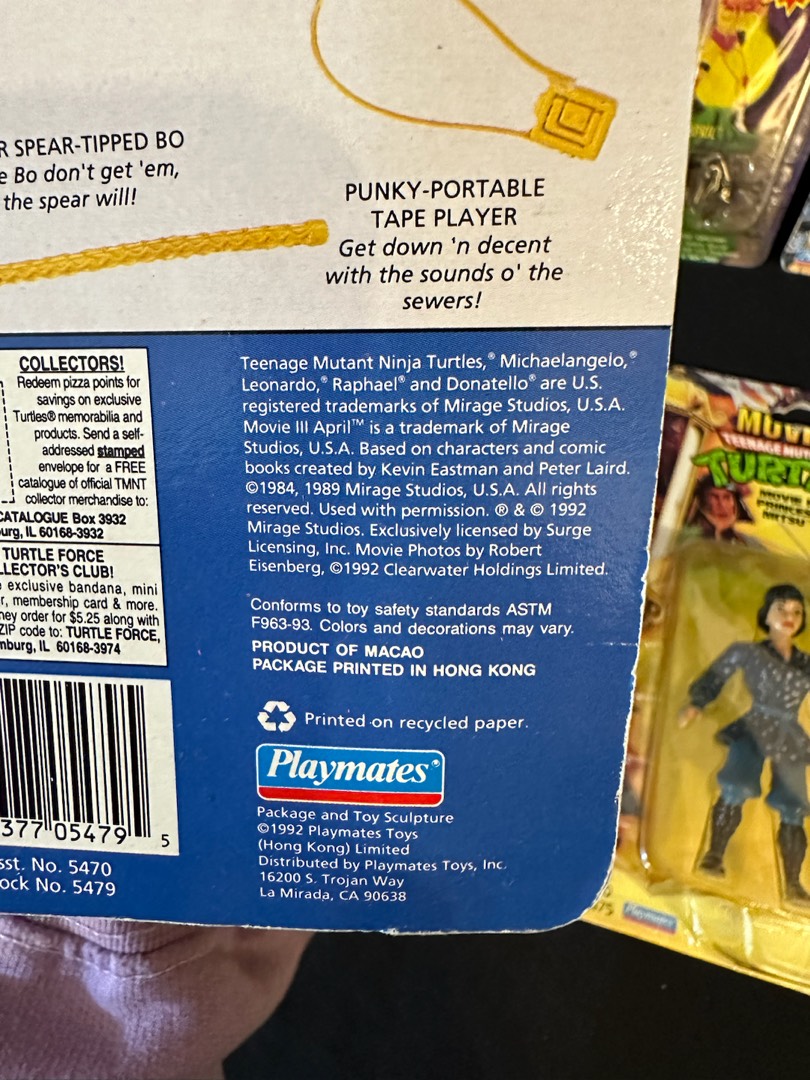 R SPEAR-TIPPED BO
e Bo don't get 'em,
the spear will!
PUNKY-PORTABLE
TAPE PLAYER
Get down 'n decent
with the sounds o' the
sewers!
COLLECTORS!
Redeem pizza points for
savings on exclusive
Turtles® memorabilia and
products. Send a self-
addressed stamped
envelope for a FREE
catalogue of official TMNT
collector merchandise to:
CATALOGUE Box 3932
urg, IL 60168-3932
TURTLE FORCE
LLECTOR'S CLUB!
exclusive bandana, mini
r, membership card & more.
ney order for $5.25 along with
ZIP code to: TURTLE FORCE,
nburg, IL 60168-3974
377 05479 5
sst. No. 5470
ock No. 5479
Teenage Mutant Ninja Turtles,® Michaelangelo,®
Leonardo,® Raphael® and Donatello® are U.S.
registered trademarks of Mirage Studios, U.S.A.
Movie III April™ is a trademark of Mirage
Studios, U.S.A. Based on characters and comic
books created by Kevin Eastman and Peter Laird.
©1984, 1989 Mirage Studios, U.S.A. All rights
reserved. Used with permission. ® & © 1992
Mirage Studios. Exclusively licensed by Surge
Licensing, Inc. Movie Photos by Robert
Eisenberg, ©1992 Clearwater Holdings Limited.
Conforms to toy safety standards ASTM
F963-93. Colors and decorations may vary.
PRODUCT OF MACAO
PACKAGE PRINTED IN HONG KONG
Printed on recycled paper.
Playmates®
Package and Toy Sculpture
©1992 Playmates Toys
(Hong Kong) Limited
Distributed by Playmates Toys, Inc.
16200 S. Trojan Way
La Mirada, CA 90638
MOV
TEENAGE MU
TURT
MOVIE
PRINCE
MITS
Playmates